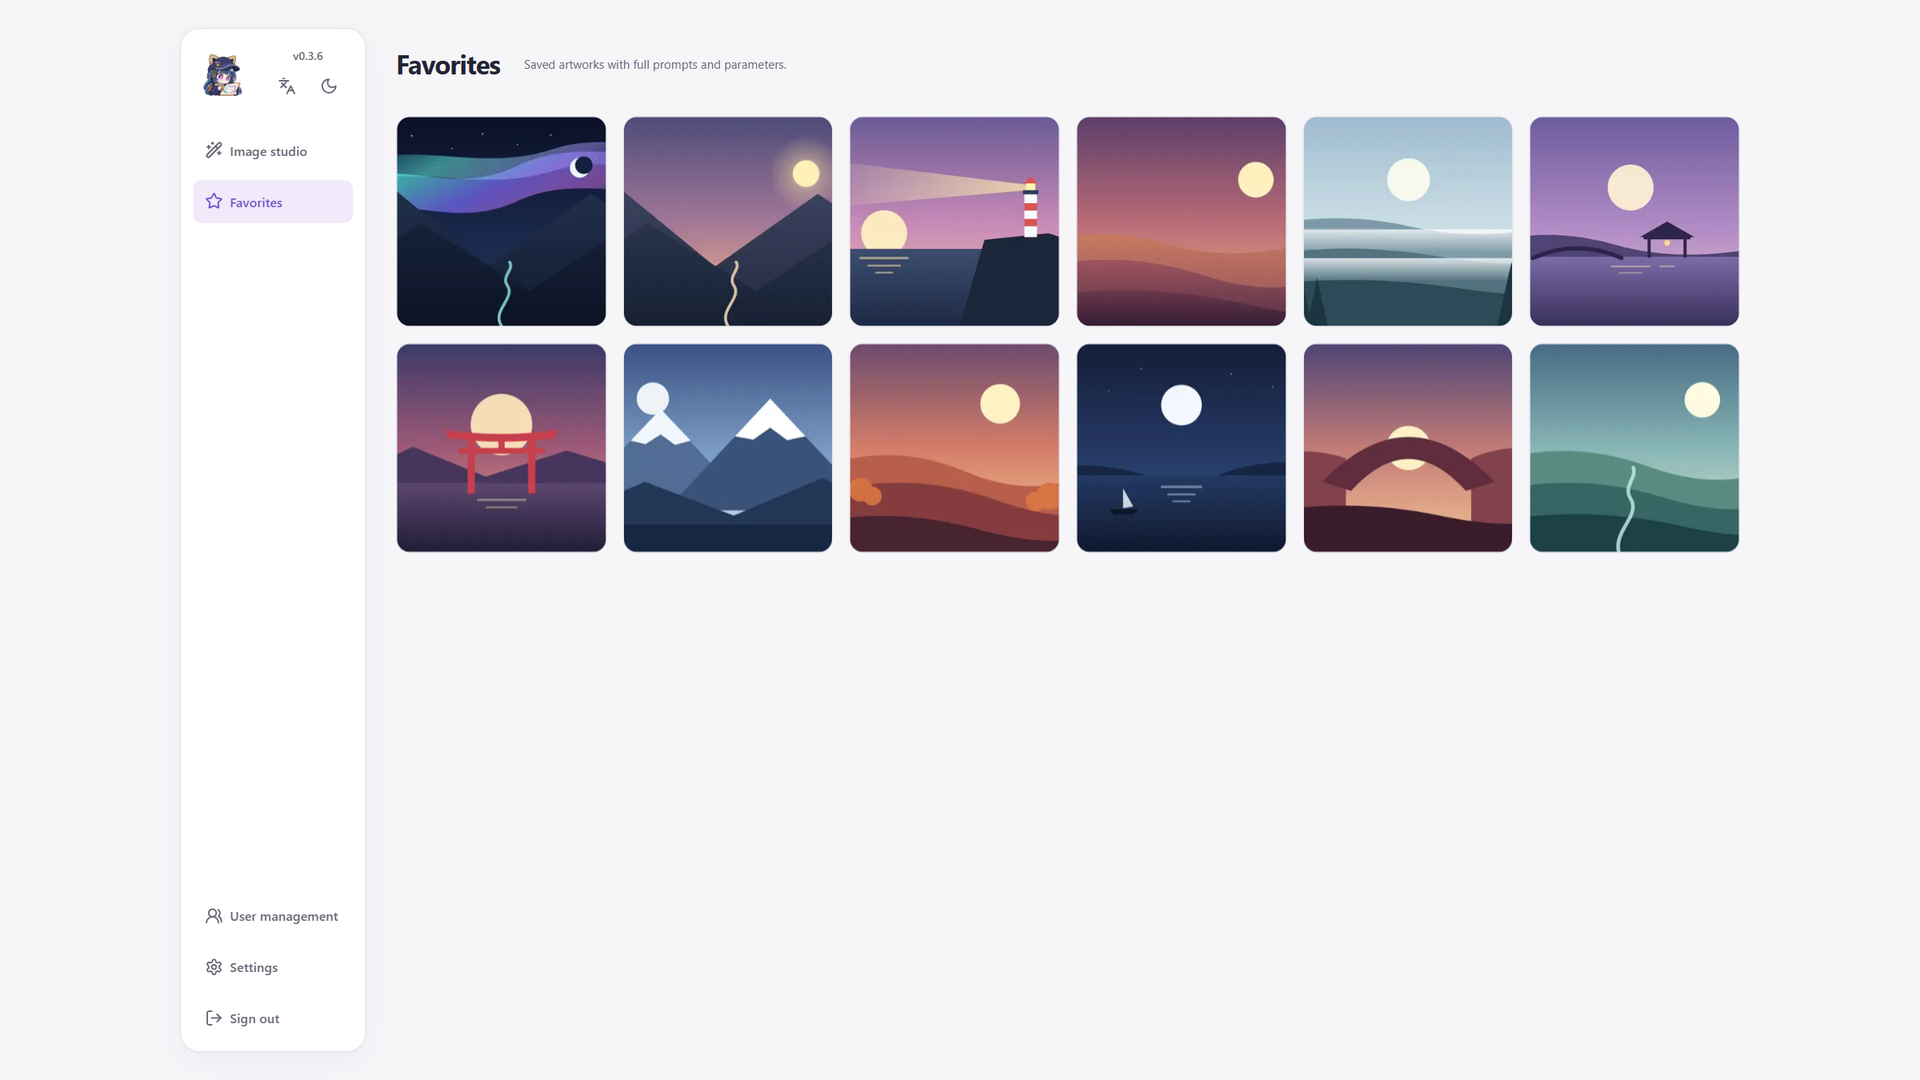 v0.3.6
Image studio
Favorites
User management
Settings
Sign out
Favorites
Saved artworks with full prompts and parameters.